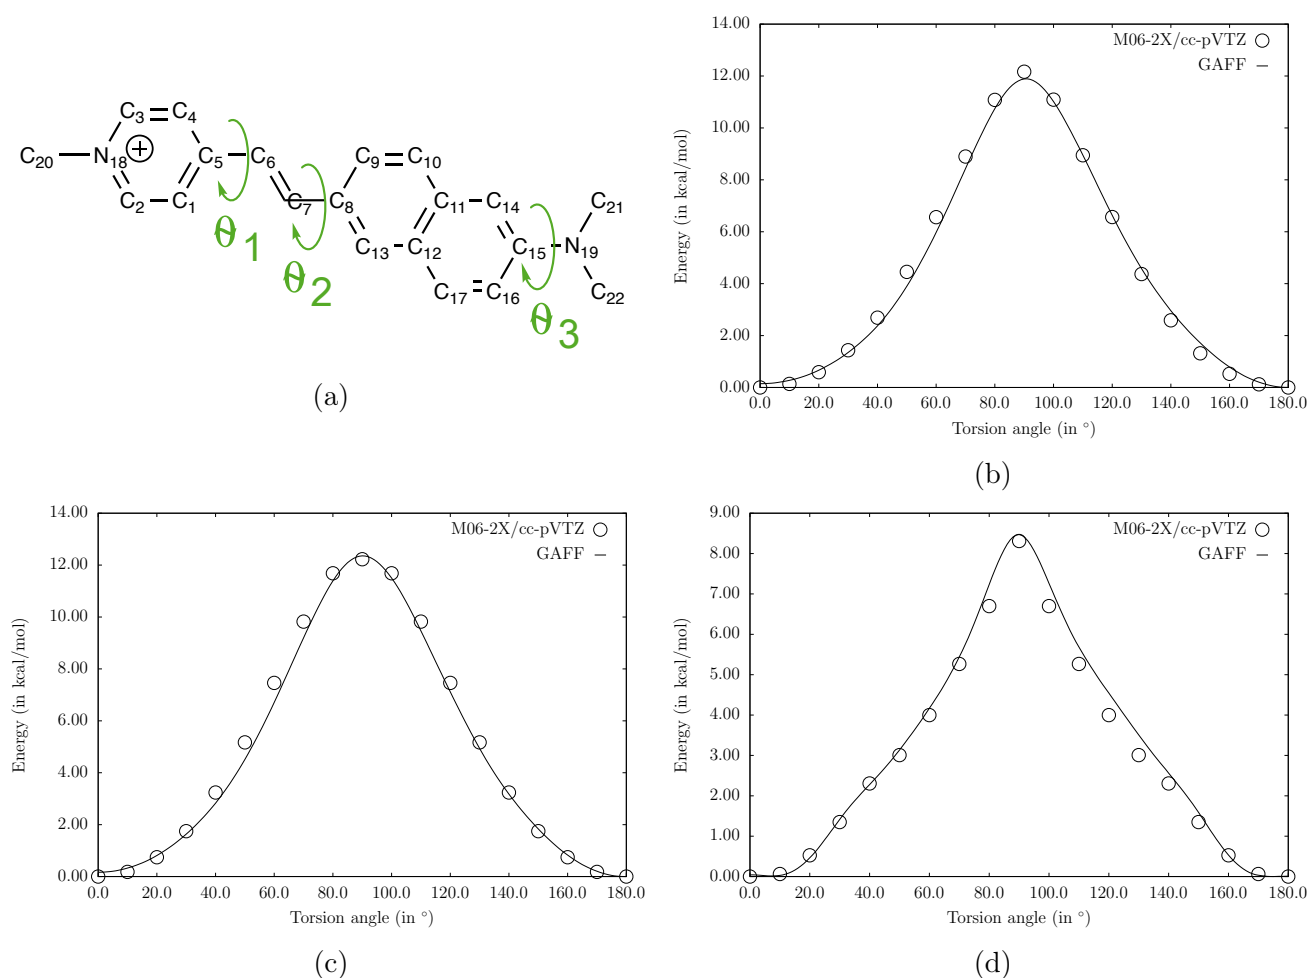 C3 C4
C20 N18 + C5 C6 C9 C10
C2 C1 C7 C8 C11 C14 C21
θ1 C13 C12 C15 N19
θ2 C17 C16 C22
θ3
(a)
14.00
12.00
10.00
8.00
6.00
4.00
2.00
0.00
Energy (in kcal/mol)
M06-2X/cc-pVTZ
GAFF
0.0 20.0 40.0 60.0 80.0 100.0 120.0 140.0 160.0 180.0
Torsion angle (in °)
(b)
14.00
12.00
10.00
8.00
6.00
4.00
2.00
0.00
Energy (in kcal/mol)
M06-2X/cc-pVTZ
GAFF
0.0 20.0 40.0 60.0 80.0 100.0 120.0 140.0 160.0 180.0
Torsion angle (in °)
(c)
9.00
8.00
7.00
6.00
5.00
4.00
3.00
2.00
1.00
0.00
Energy (in kcal/mol)
M06-2X/cc-pVTZ
GAFF
0.0 20.0 40.0 60.0 80.0 100.0 120.0 140.0 160.0 180.0
Torsion angle (in °)
(d)